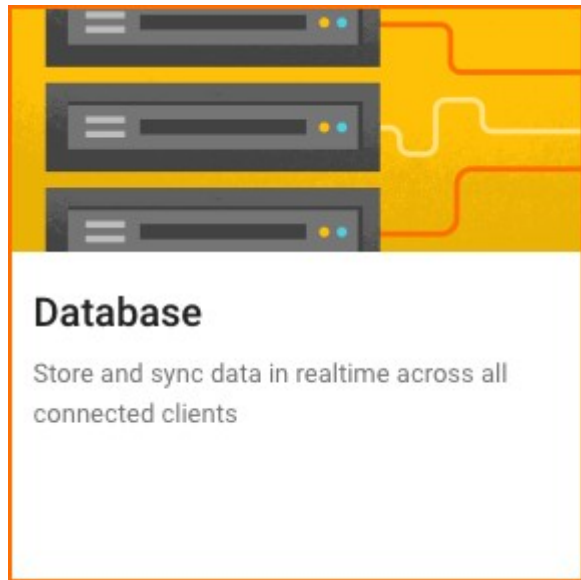 Database
Store and sync data in realtime across all
connected clients